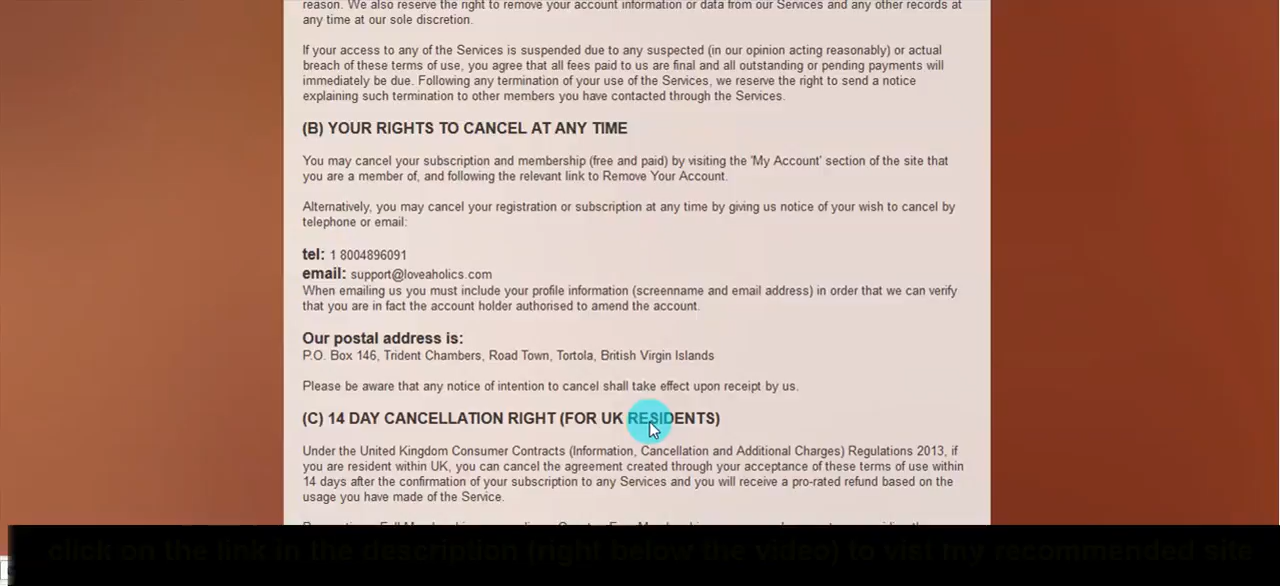 reason. We also reserve the right to remove your account information or data from our Services and any other records at
any time at our sole discretion.
If your access to any of the Services is suspended due to any suspected (in our opinion acting reasonably) or actual
breach of these terms of use, you agree that all fees paid to us are final and all outstanding or pending payments will
immediately be due. Following any termination of your use of the Services, we reserve the right to send a notice
explaining such termination to other members you have contacted through the Services.
(B) YOUR RIGHTS TO CANCEL AT ANY TIME
You may cancel your subscription and membership (free and paid) by visiting the 'My Account' section of the site that
you are a member of, and following the relevant link to Remove Your Account.
Alternatively, you may cancel your registration or subscription at any time by giving us notice of your wish to cancel by
telephone or email:
tel: 1 8004896091
email: support@loveaholics.com
When emailing us you must include your profile information (screenname and email address) in order that we can verify
that you are in fact the account holder authorised to amend the account.
Our postal address is:
P.O. Box 146, Trident Chambers, Road Town, Tortola, British Virgin Islands
Please be aware that any notice of intention to cancel shall take effect upon receipt by us.
(C) 14 DAY CANCELLATION RIGHT (FOR UK RESIDENTS)
Under the United Kingdom Consumer Contracts (Information, Cancellation and Additional Charges) Regulations 2013, if
you are resident within UK, you can cancel the agreement created through your acceptance of these terms of use within
14 days after the confirmation of your subscription to any Services and you will receive a pro-rated refund based on the
usage you have made of the Service.
click on the link in the description (right below the video) to vist my recommended site